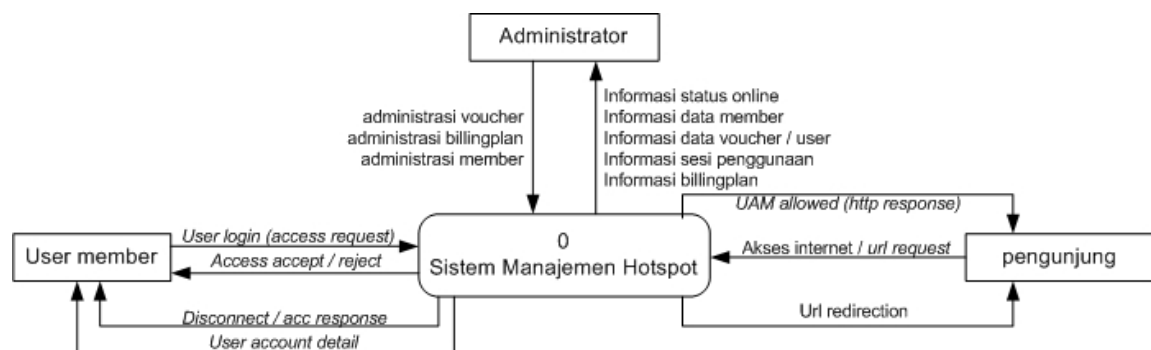 Administrator
administrasi voucher
administrasi billingplan
administrasi member
Informasi status online
Informasi data member
Informasi data voucher / user
Informasi sesi penggunaan
Informasi billingplan
UAM allowed (http response)
User member
User login (access request)
Access accept / reject
0
Sistem Manajemen Hotspot
Akses internet / url request
pengunjung
Disconnect / acc response
User account detail
Url redirection